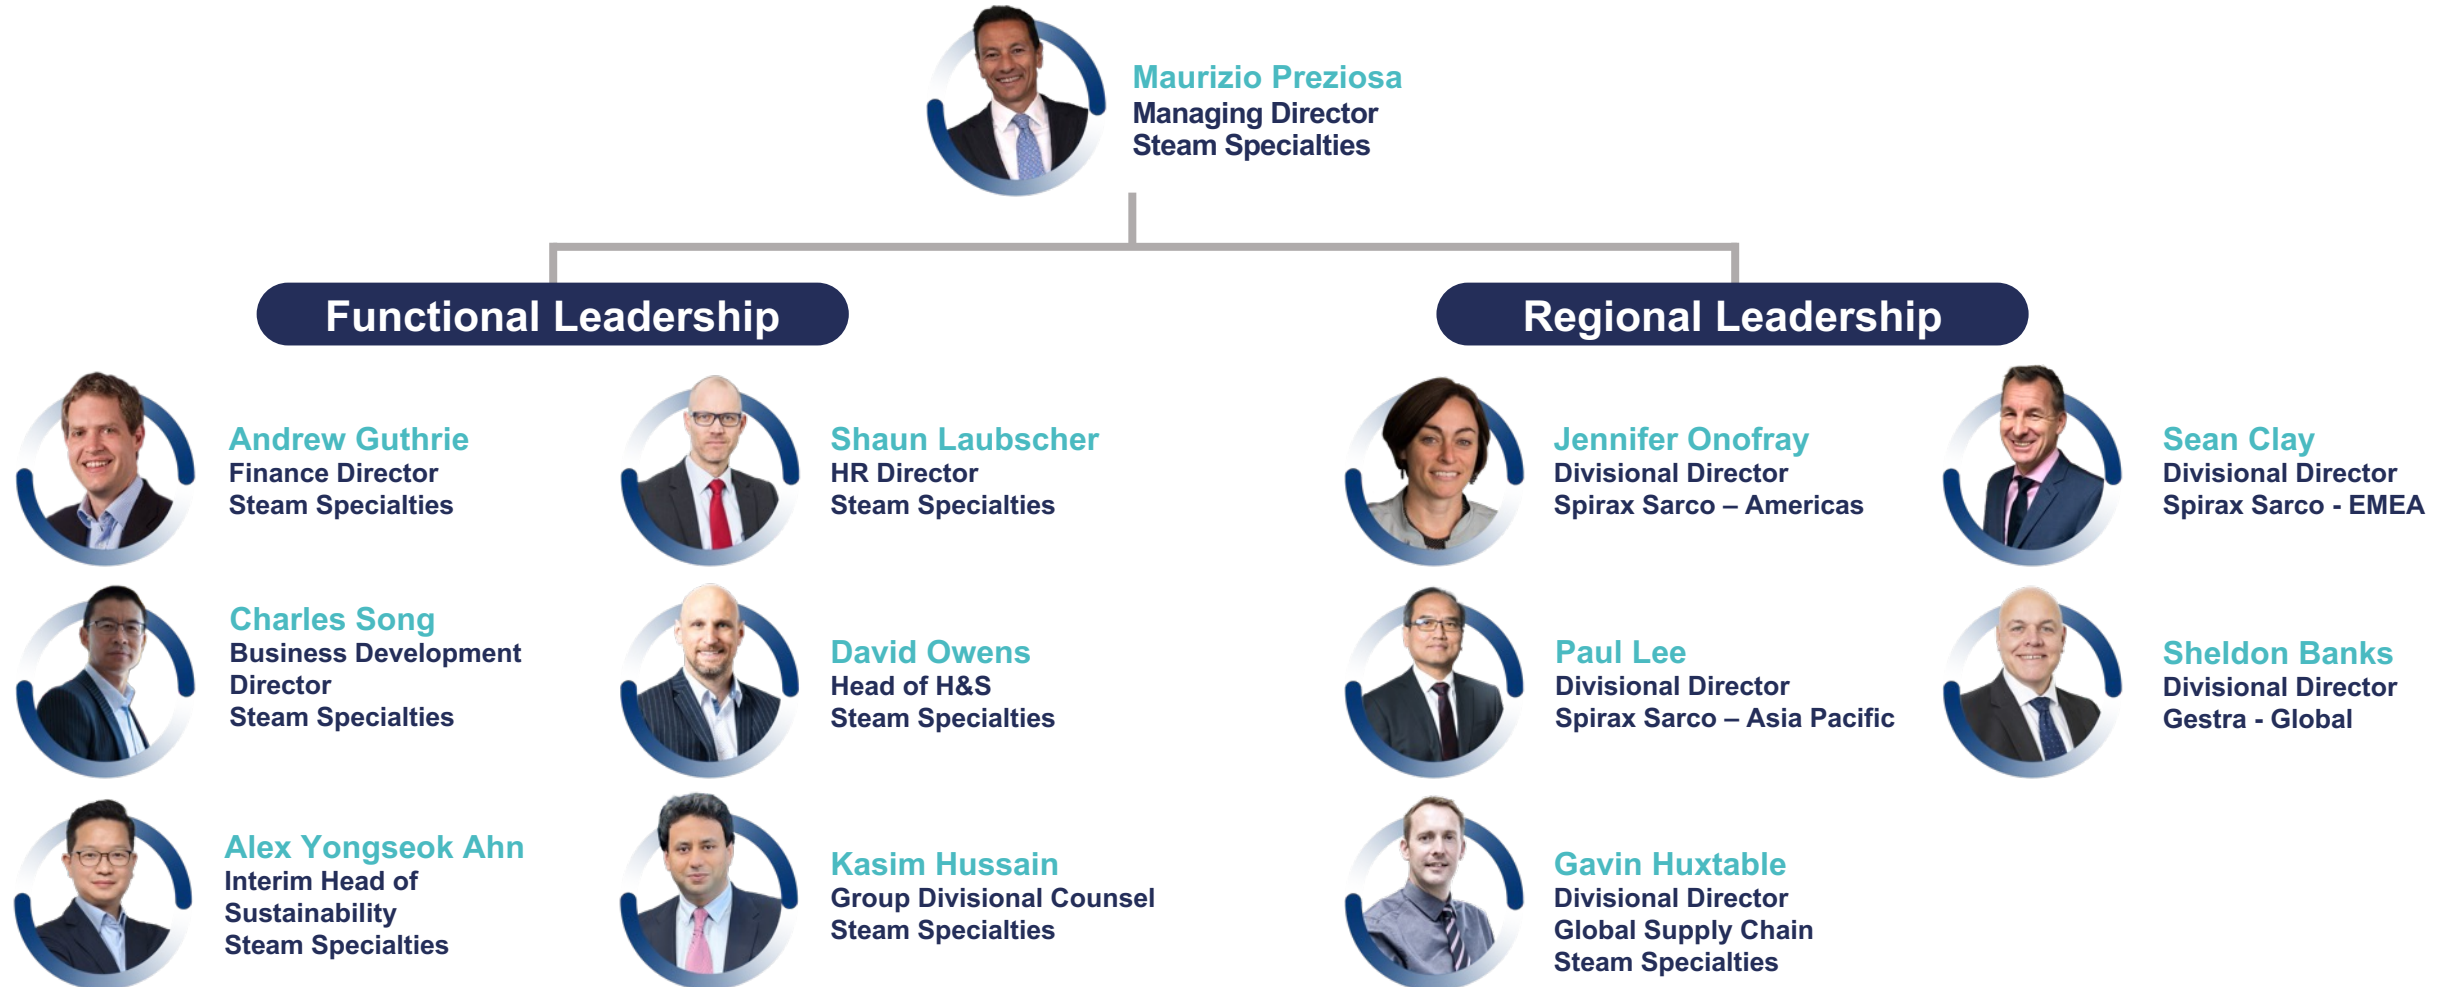 Maurizio Preziosa
Managing Director
Steam Specialties
Functional Leadership
Andrew Guthrie
Finance Director
Steam Specialties
Shaun Laubscher
HR Director
Steam Specialties
Charles Song
Business Development
Director
Steam Specialties
David Owens
Head of H&S
Steam Specialties
Alex Yongseok Ahn
Interim Head of
Sustainability
Steam Specialties
Kasim Hussain
Group Divisional Counsel
Steam Specialties
Regional Leadership
Jennifer Onofray
Divisional Director
Spirax Sarco – Americas
Sean Clay
Divisional Director
Spirax Sarco - EMEA
Paul Lee
Divisional Director
Spirax Sarco – Asia Pacific
Sheldon Banks
Divisional Director
Gestra - Global
Gavin Huxtable
Divisional Director
Global Supply Chain
Steam Specialties